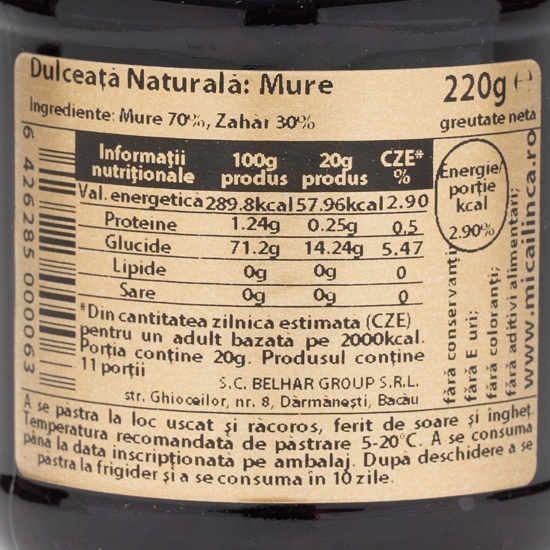 Dulceață Naturală: Mure
220g e
Ingrediente: Mure 70%, Zahăr 30%
greutate netă
6 426285 000063
Informații nutriționale 100g produs 20g produs CZE* %
Val. energetică 289.8kcal 57.96kcal 2.90
Proteine 1.24g 0.25g 0.5
Glucide 71.2g 14.24g 5.47
Lipide 0g 0g 0
Sare 0g 0g 0
*Din cantitatea zilnica estimata (CZE)
pentru un adult bazată pe 2000kcal.
Porția conține 20g. Produsul conține
11 porții
S.C. BELHAR GROUP S.R.L.
str. Ghioceilor, nr. 8, Dărmănești, Bacău
Energie/
porție
kcal
2.90%
fără conservanți;
fără E uri;
fără coloranți;
fără aditivi alimentari;
www.micailinca.ro
A se păstra la loc uscat și răcoros, ferit de soare și îngheț.
Temperatura recomandată de păstrare 5-20°C. A se consuma
până la data inscripționată pe ambalaj. După deschidere a se
păstra la frigider și a se consuma în 10 zile.